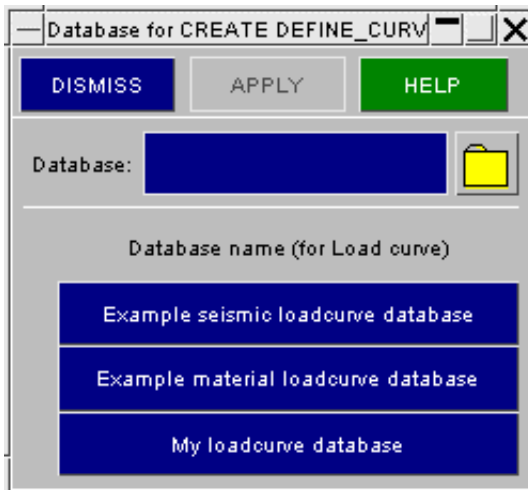 Database for CREATE DEFINE_CURV
DISMISS APPLY HELP
Database:
Database name (for Load curve)
Example seismic loadcurve database
Example material loadcurve database
My loadcurve database